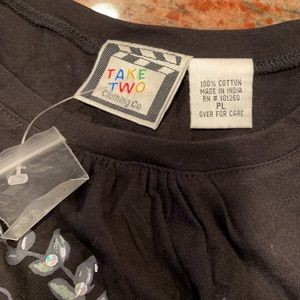 TAKE
TWO
Clothing Co
100% COTTON
MADE IN INDIA
RN # 101260
PL
OVER FOR CARE